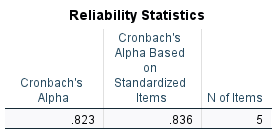 Reliability Statistics
Cronbach's
Alpha
Cronbach's
Alpha Based
on
Standardized
Items
N of Items
.823 .836 5